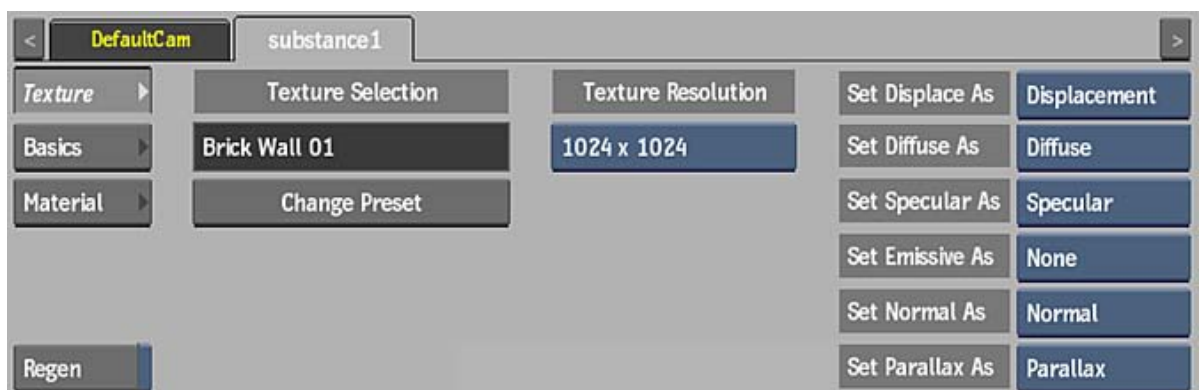 < DefaultCam substance1 >
Texture Texture Selection Texture Resolution Set Displace As Displacement
Basics Brick Wall 01 1024 x 1024 Set Diffuse As Diffuse
Material Change Preset Set Specular As Specular
Set Emissive As None
Set Normal As Normal
Regen Set Parallax As Parallax